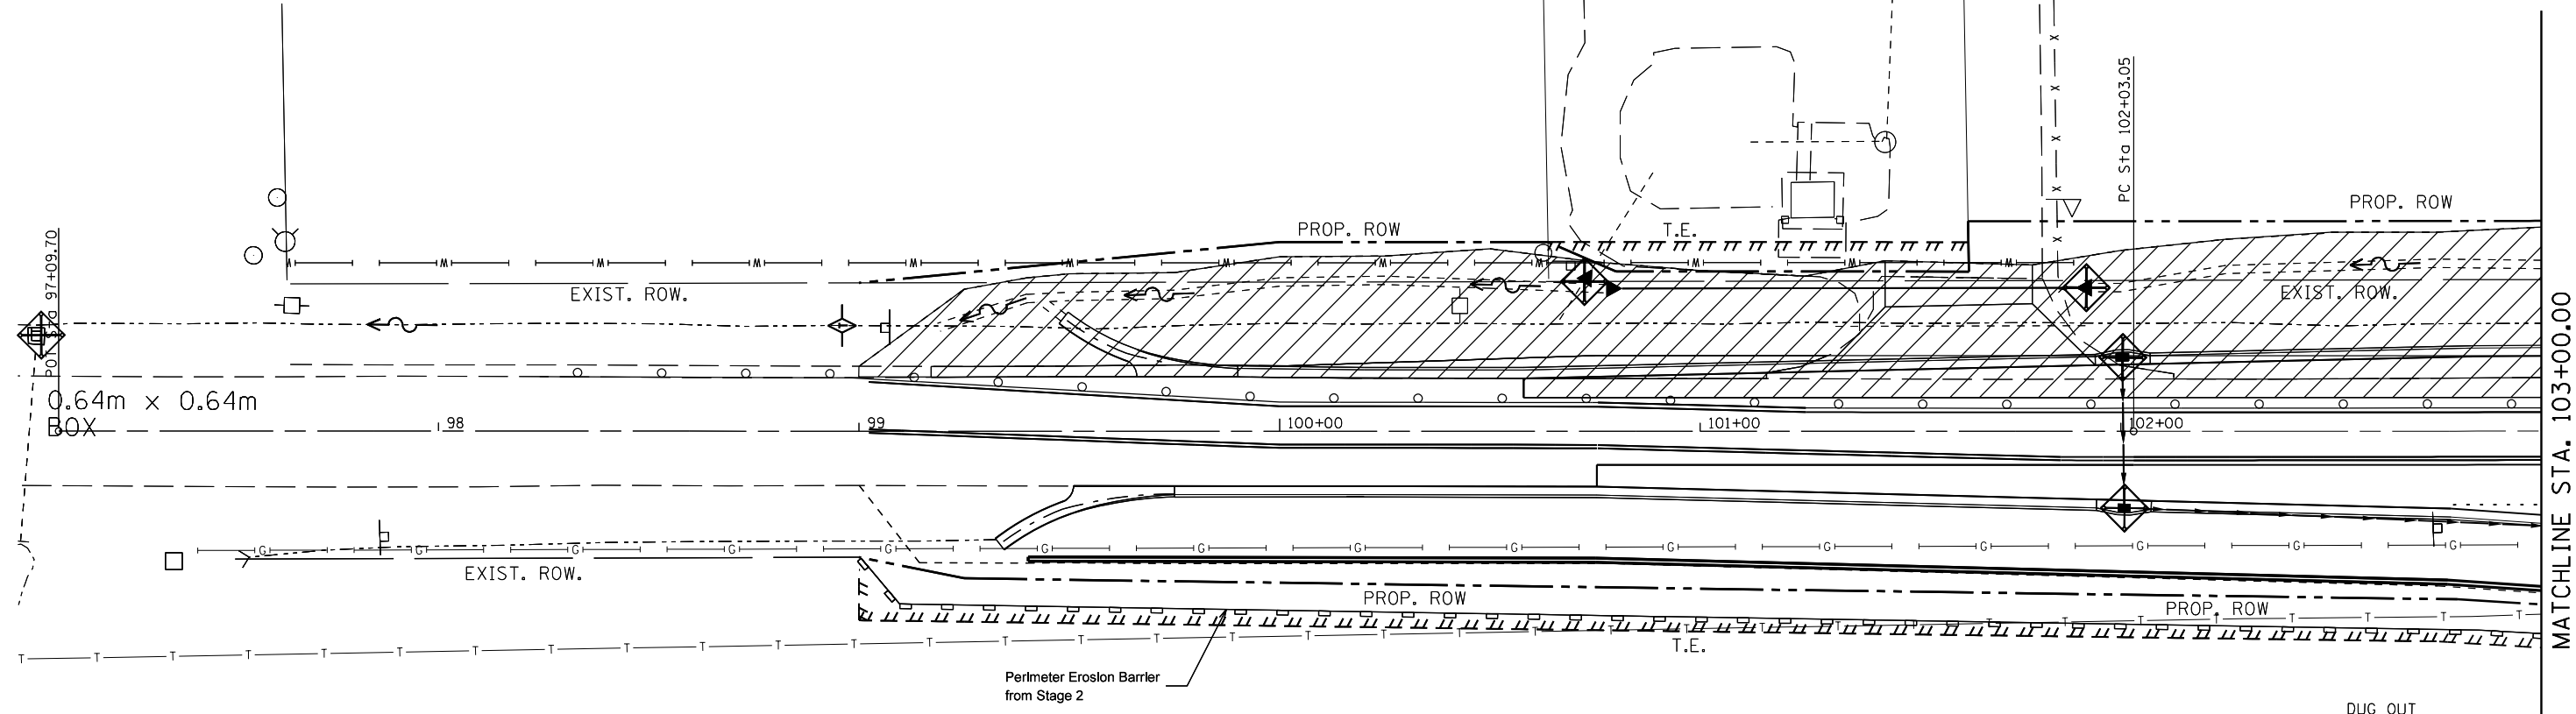 PC Sta 102+03.05
PROP. ROW
PROP. ROW
T.E.
POT Sta 97+09.70
EXIST. ROW.
EXIST. ROW.
0.64m x 0.64m
BOX
98
99
100+00
101+00
102+00
MATCHLINE STA. 103+00.00
EXIST. ROW.
PROP. ROW
PROP. ROW
T.E.
Perimeter Erosion Barrier
from Stage 2
DUG OUT